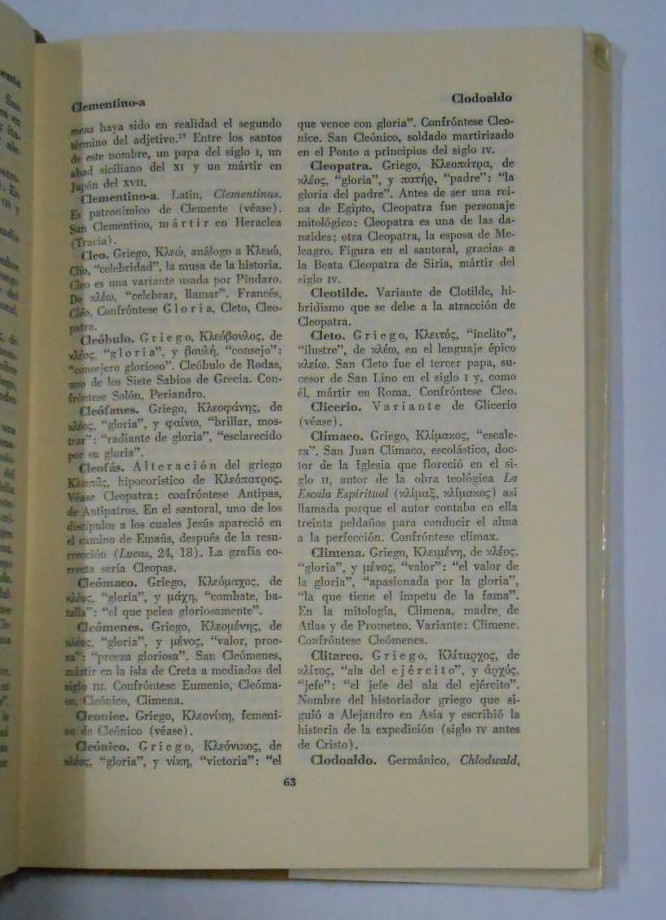 Clementino-a
Clodoaldo
mens haya sido en realidad el segundo
término del adjetivo.¹⁷ Entre los santos
de este nombre, un papa del siglo I, un
abad siciliano del XI y un mártir en
Japón del XVII.
Clementino-a. Latín, Clementinus.
Es patronímico de Clemente (véase).
San Clementino, mártir en Heraclea
(Tracia).
Cleo. Griego, Κλεώ, análogo a Κλειώ,
Clío, "celebridad", la musa de la historia.
Cleo es una variante usada por Píndaro.
De κλέω, "celebrar, llamar". Francés,
Cléo. Confróntese Gloria, Cleto, Cleo-
patra.
Cleóbulo. Griego, Κλεόβουλος, de
κλέος, "gloria", y βουλή, "consejo":
"consejero glorioso". Cleóbulo de Rodas,
uno de los Siete Sabios de Grecia. Con-
fróntese Solón, Periandro.
Cleófanes. Griego, Κλεοφάνης, de
κλέος, "gloria", y φαίνω, "brillar, mos-
trar": "radiante de gloria", "esclarecido
por su gloria".
Cleofás. Alteración del griego
Κλεοπᾶς, hipocorístico de Κλεόπατρος.
Véase Cleopatra; confróntese Antipas,
de Antipatros. En el santoral, uno de los
discípulos a los cuales Jesús apareció en
el camino de Emaús, después de la resu-
rrección (Lucas, 24, 18). La grafía co-
rrecta sería Cleopas.
Cleómaco. Griego, Κλεόμαχος, de
κλέος, "gloria", y μάχη, "combate, ba-
talla": "el que pelea gloriosamente".
Cleómenes. Griego, Κλεομένης, de
κλέος, "gloria", y μένος, "valor, proe-
za": "proeza gloriosa". San Cleómenes,
mártir en la isla de Creta a mediados del
siglo III. Confróntese Eumenio, Cleóma-
co, Cleónico, Climena.
Cleonice. Griego, Κλεονίκη, femeni-
no de Cleónico (véase).
Cleónico. Griego, Κλεόνικος, de
κλέος, "gloria", y νίκη, "victoria": "el
que vence con gloria". Confróntese Cleo-
nice. San Cleónico, soldado martirizado
en el Ponto a principios del siglo IV.
Cleopatra. Griego, Κλεοπάτρα, de
κλέος, "gloria", y πατήρ, "padre": "la
gloria del padre". Antes de ser una rei-
na de Egipto, Cleopatra fue personaje
mitológico: Cleopatra es una de las da-
naides; otra Cleopatra, la esposa de Me-
leagro. Figura en el santoral, gracias a
la Beata Cleopatra de Siria, mártir del
siglo IV.
Cleotilde. Variante de Clotilde, hi-
bridismo que se debe a la atracción de
Cleopatra.
Cleto. Griego, Κλειτός, "ínclito",
"ilustre", de κλέω, en el lenguaje épico
κλείω. San Cleto fue el tercer papa, su-
cesor de San Lino en el siglo I y, como
él, mártir en Roma. Confróntese Cleo.
Clicerio. Variante de Glicerio
(véase).
Clímaco. Griego, Κλίμαχος, "escale-
ra". San Juan Clímaco, escolástico, doc-
tor de la Iglesia que floreció en el si-
glo II, autor de la obra teológica La
Escala Espiritual (κλίμαξ, κλίμακος) así
llamada porque el autor contaba en ella
treinta peldaños para conducir el alma
a la perfección. Confróntese clímax.
Climena. Griego, Κλειμένη, de κλέος,
"gloria", y μένος, "valor": "el valor de
la gloria", "apasionada por la gloria",
"la que tiene el ímpetu de la fama".
En la mitología, Climena, madre de
Atlas y de Prometeo. Variante: Climene.
Confróntese Cleómenes.
Clitarco. Griego, Κλίταρχος, de
κλίτος, "ala del ejército", y ἀρχός,
"jefe": "el jefe del ala del ejército".
Nombre del historiador griego que si-
guió a Alejandro en Asia y escribió la
historia de la expedición (siglo IV antes
de Cristo).
Clodoaldo. Germánico, Chlodwald,
63